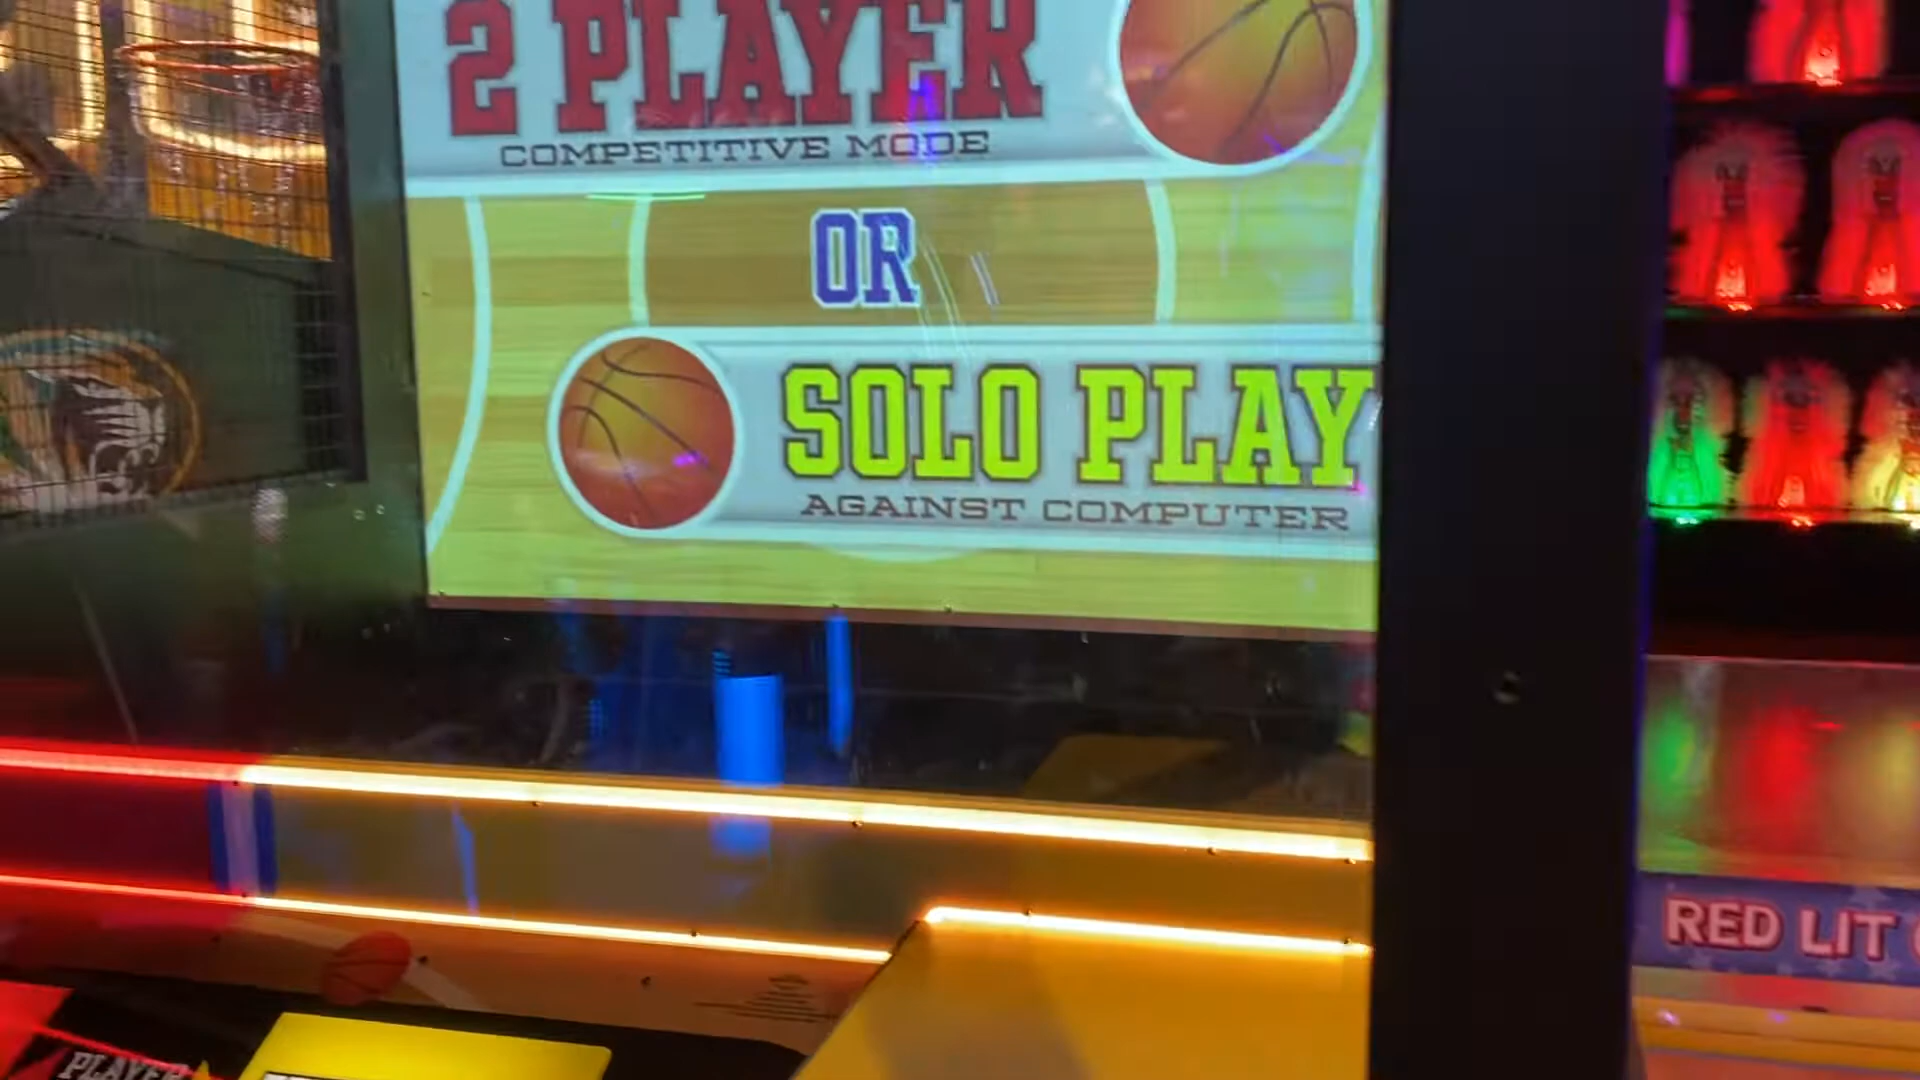 2 PLAYER
COMPETITIVE MODE
OR
SOLO PLAY
AGAINST COMPUTER
RED LIT
PLAYER